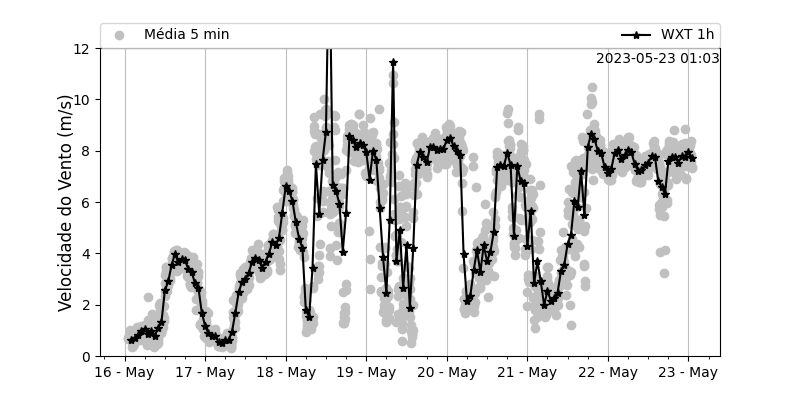 Média 5 min
WXT 1h
2023-05-23 01:03
Velocidade do Vento (m/s)
12
10
8
6
4
2
0
16 - May 17 - May 18 - May 19 - May 20 - May 21 - May 22 - May 23 - May